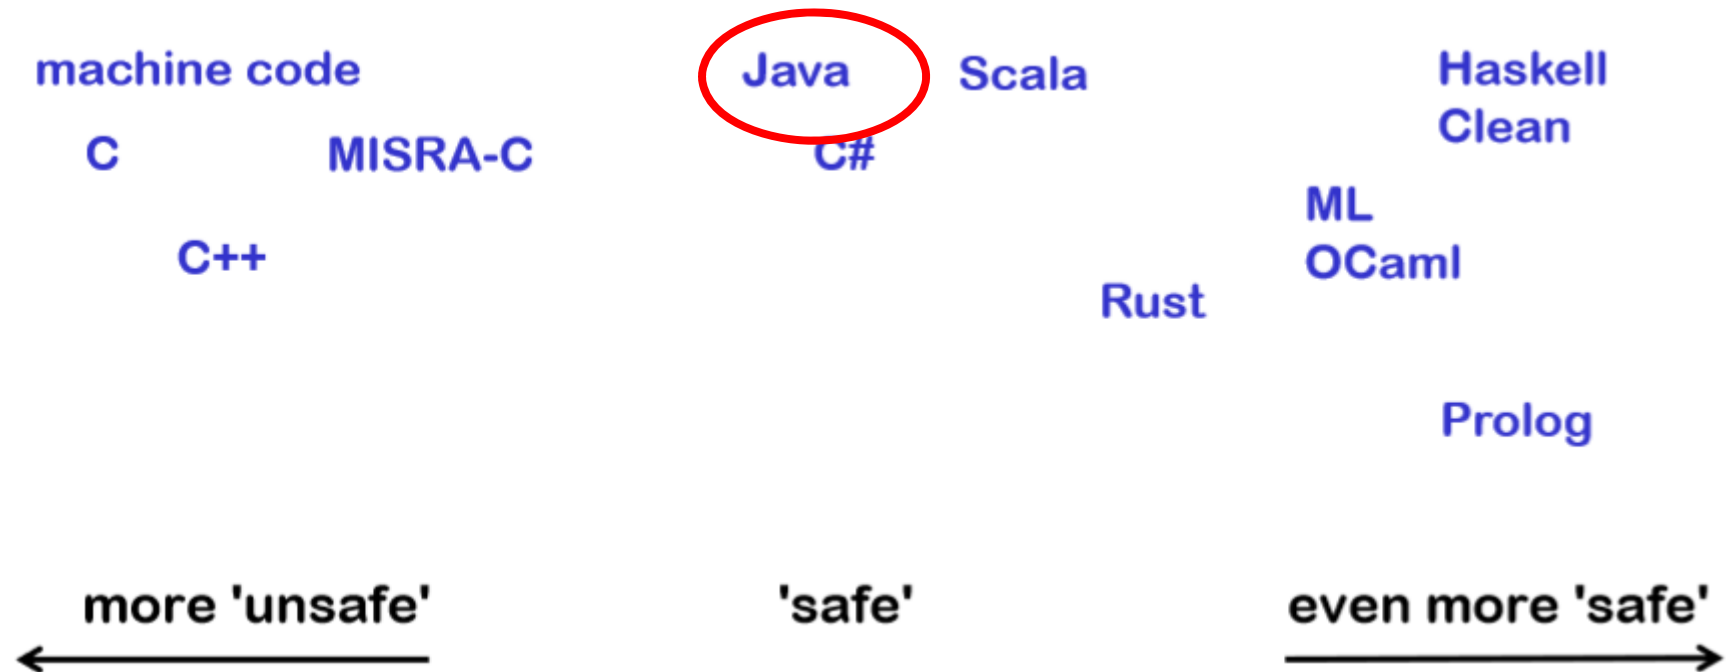 machine code
Java
Scala
Haskell
Clean
C
MISRA-C
C#
ML
OCaml
C++
Rust
Prolog
more 'unsafe'
'safe'
even more 'safe'